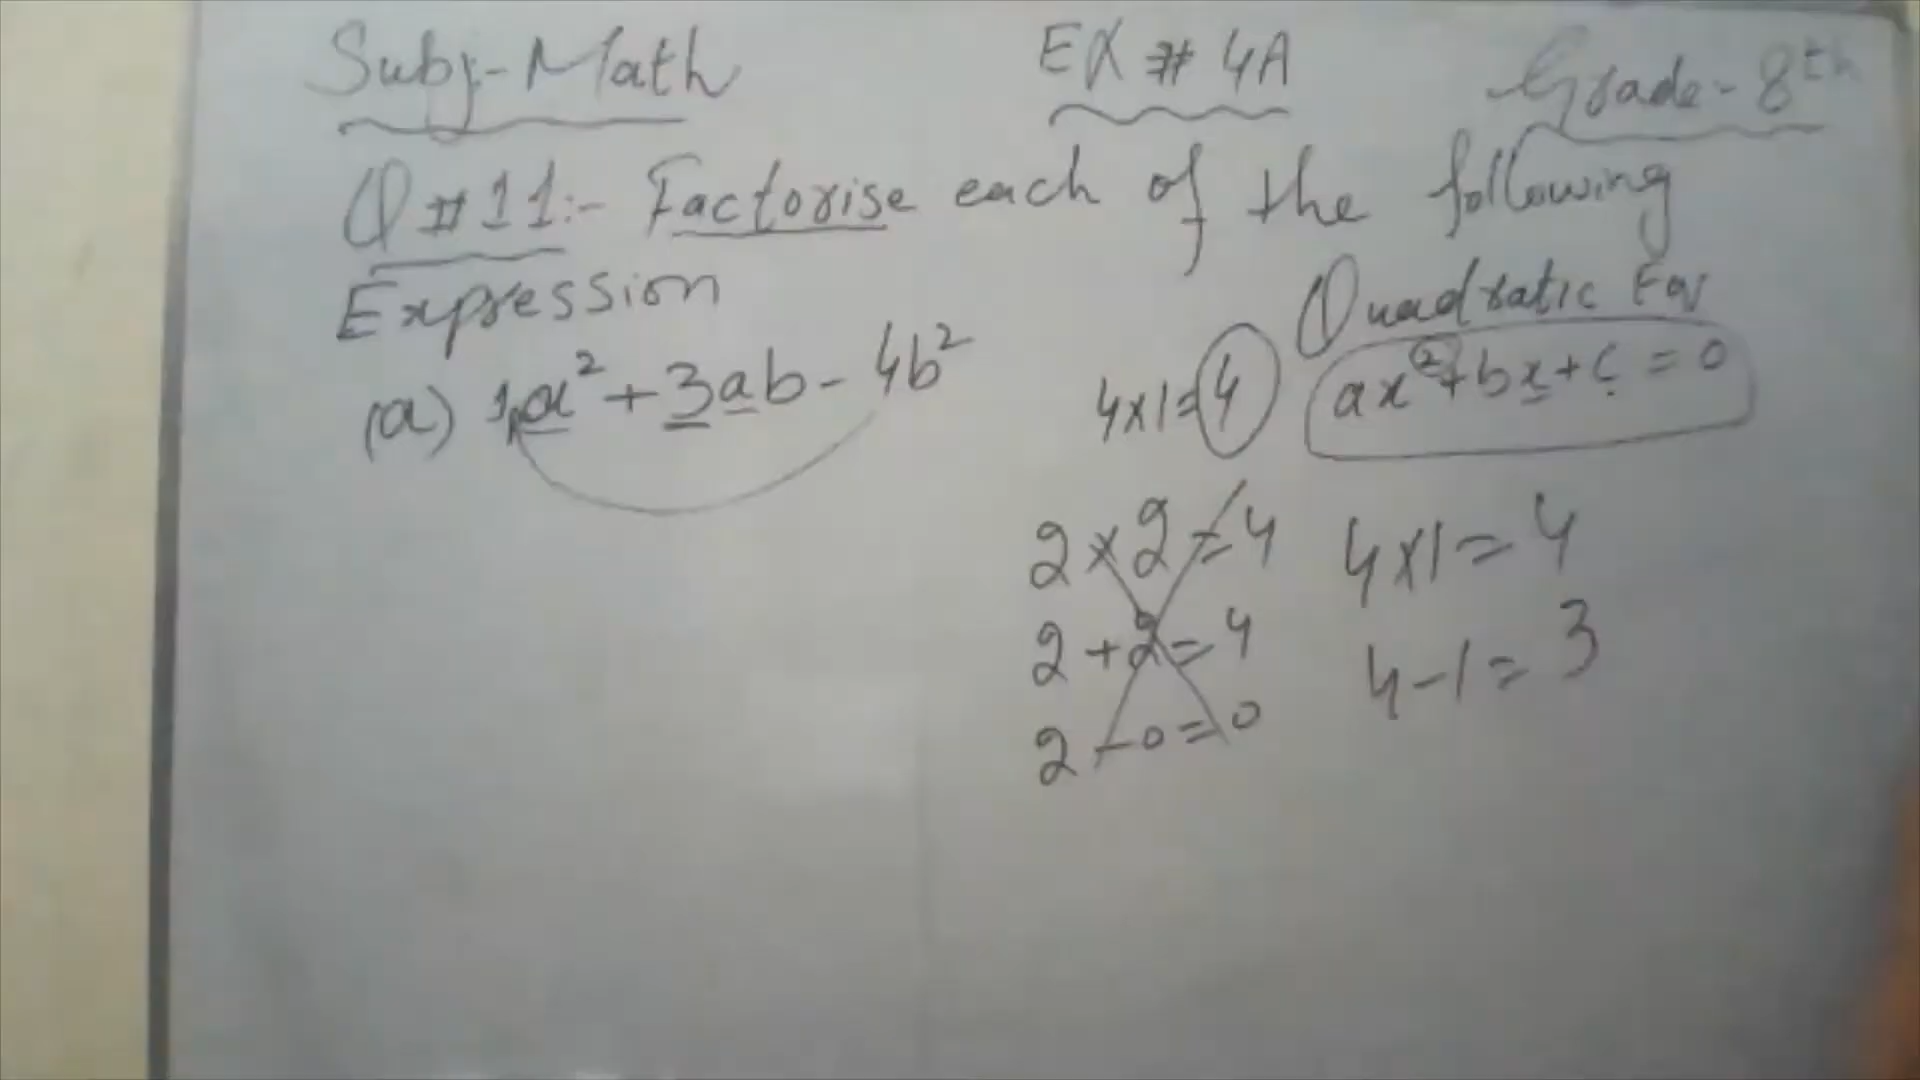 Subj-Math EX # 4A Grade-8th
Q#11:- Factorise each of the following
Expression
Quadratic Eq
(a) 1a² + 3ab - 4b²
4x1=4
ax²+bx+c=0
2x2=4
4x1=4
2+2=4
4-1=3
2-0=0